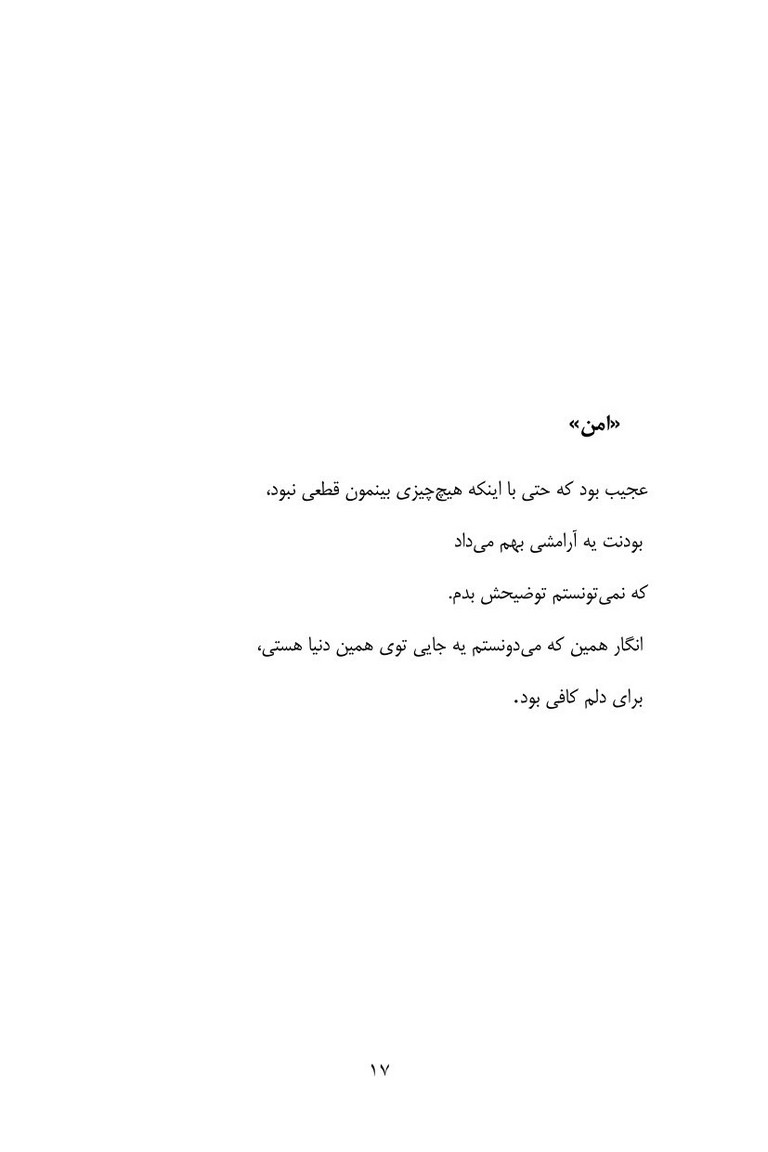 «امن»
عجیب بود که حتی با اینکه هیچ‌چیزی بینمون قطعی نبود،
بودنت یه آرامشی بهم می‌داد
که نمی‌تونستم توضیحش بدم.
انگار همین که می‌دونستم یه جایی توی همین دنیا هستی،
برای دلم کافی بود.
۱۷